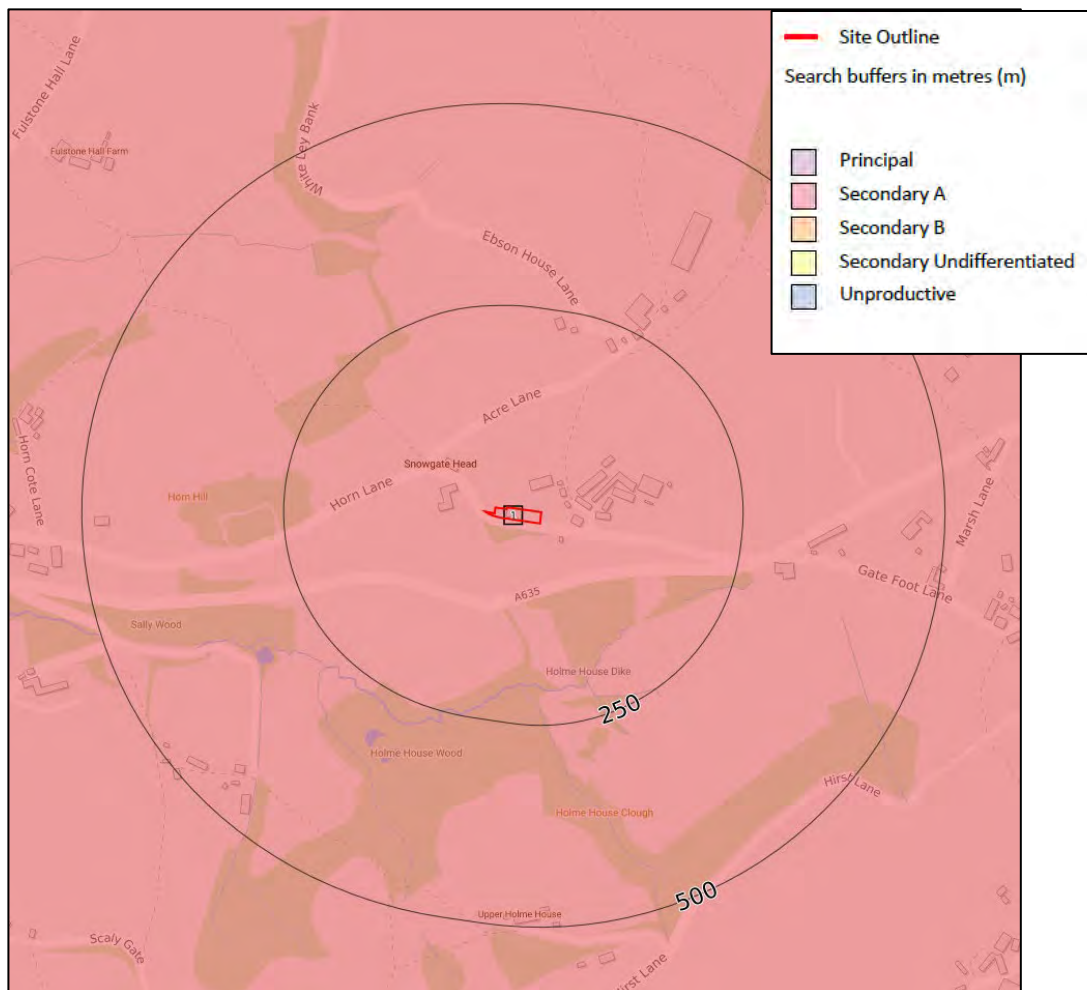 Site Outline
Search buffers in metres (m)
Principal
Secondary A
Secondary B
Secondary Undifferentiated
Unproductive
Fulstone Hall Lane
Fulstone Hall Farm
White Ley Bank
Ebson House Lane
Acre Lane
Snowgate Head
Horn Lane
Horn Hill
Horn Cote Lane
1
Marsh Lane
Gate Foot Lane
A635
Sally Wood
Holme House Dike
250
Holme House Wood
Hirst Lane
Holme House Clough
500
Upper Holme House
Scaly Gate
Hirst Lane